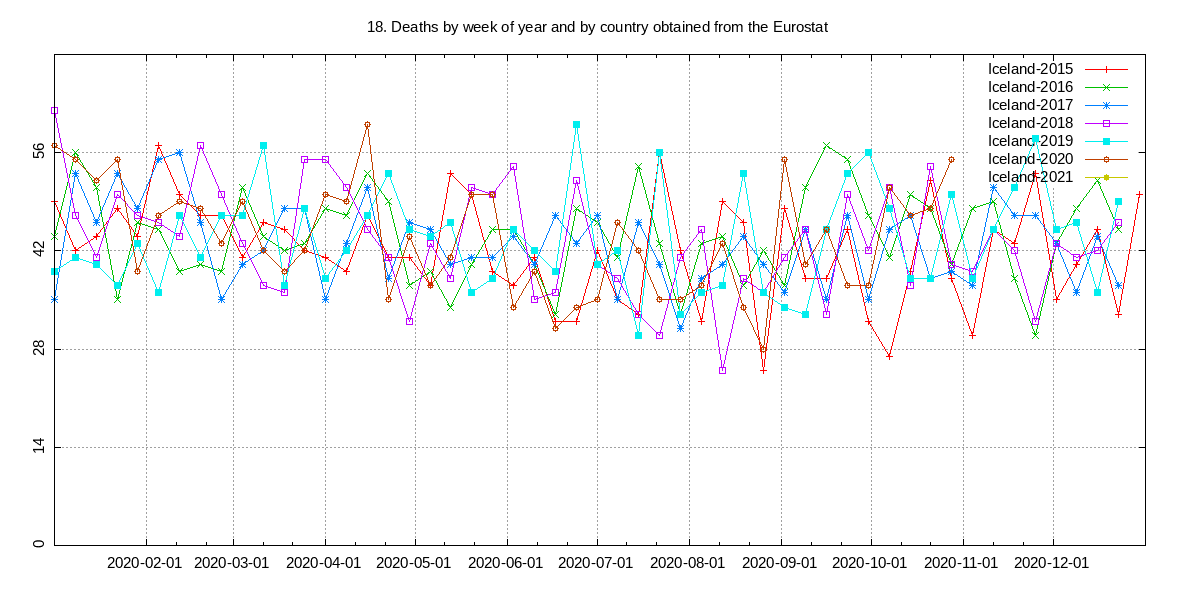 18. Deaths by week of year and by country obtained from the Eurostat
Iceland-2015
Iceland-2016
Iceland-2017
Iceland-2018
Iceland-2019
Iceland-2020
Iceland-2021
56
42
28
14
0
2020-02-01 2020-03-01 2020-04-01 2020-05-01 2020-06-01 2020-07-01 2020-08-01 2020-09-01 2020-10-01 2020-11-01 2020-12-01